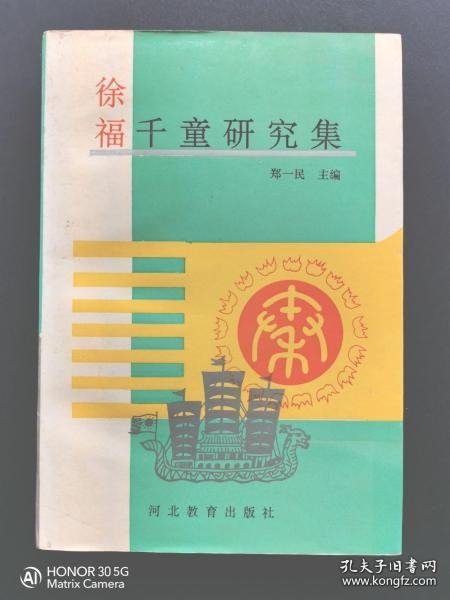 徐
福千童研究集
郑一民 主编
秦
河北教育出版社
AI HONOR 30 5G
Matrix Camera
孔夫子旧书网
www.kongfz.com